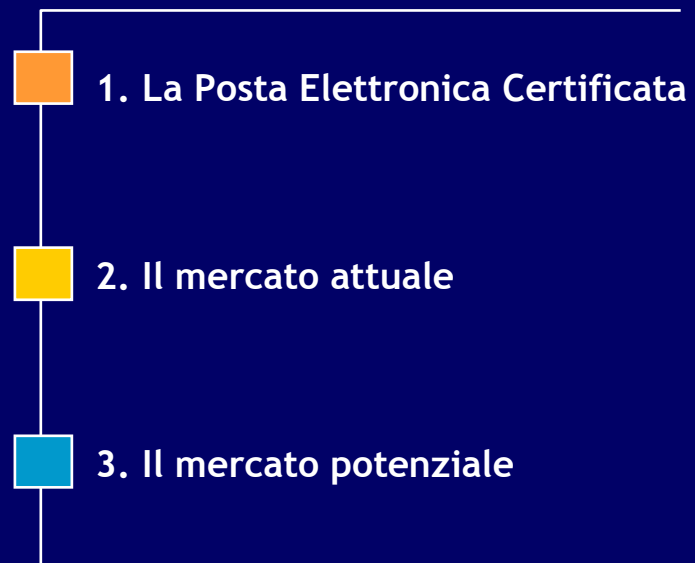 1. La Posta Elettronica Certificata
2. Il mercato attuale
3. Il mercato potenziale